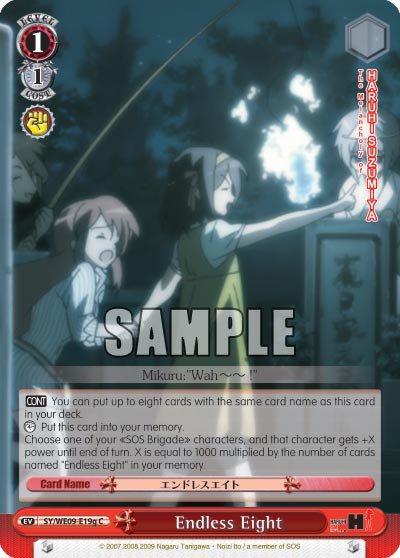 LEVEL
1
1
COST
The Melancholy of
HARUHI SUZUMIYA
SAMPLE
Mikuru:"Wah～～！"
CONT You can put up to eight cards with the same card name as this card
in your deck.
Put this card into your memory.
Choose one of your «SOS Brigade» characters, and that character gets +X
power until end of turn. X is equal to 1000 multiplied by the number of cards
named "Endless Eight" in your memory.
Card Name エンドレスエイト
EV SY/WE09-E19g C Endless Eight
© 2007,2008,2009 Nagaru Tanigawa • Noizi Ito / a member of SOS